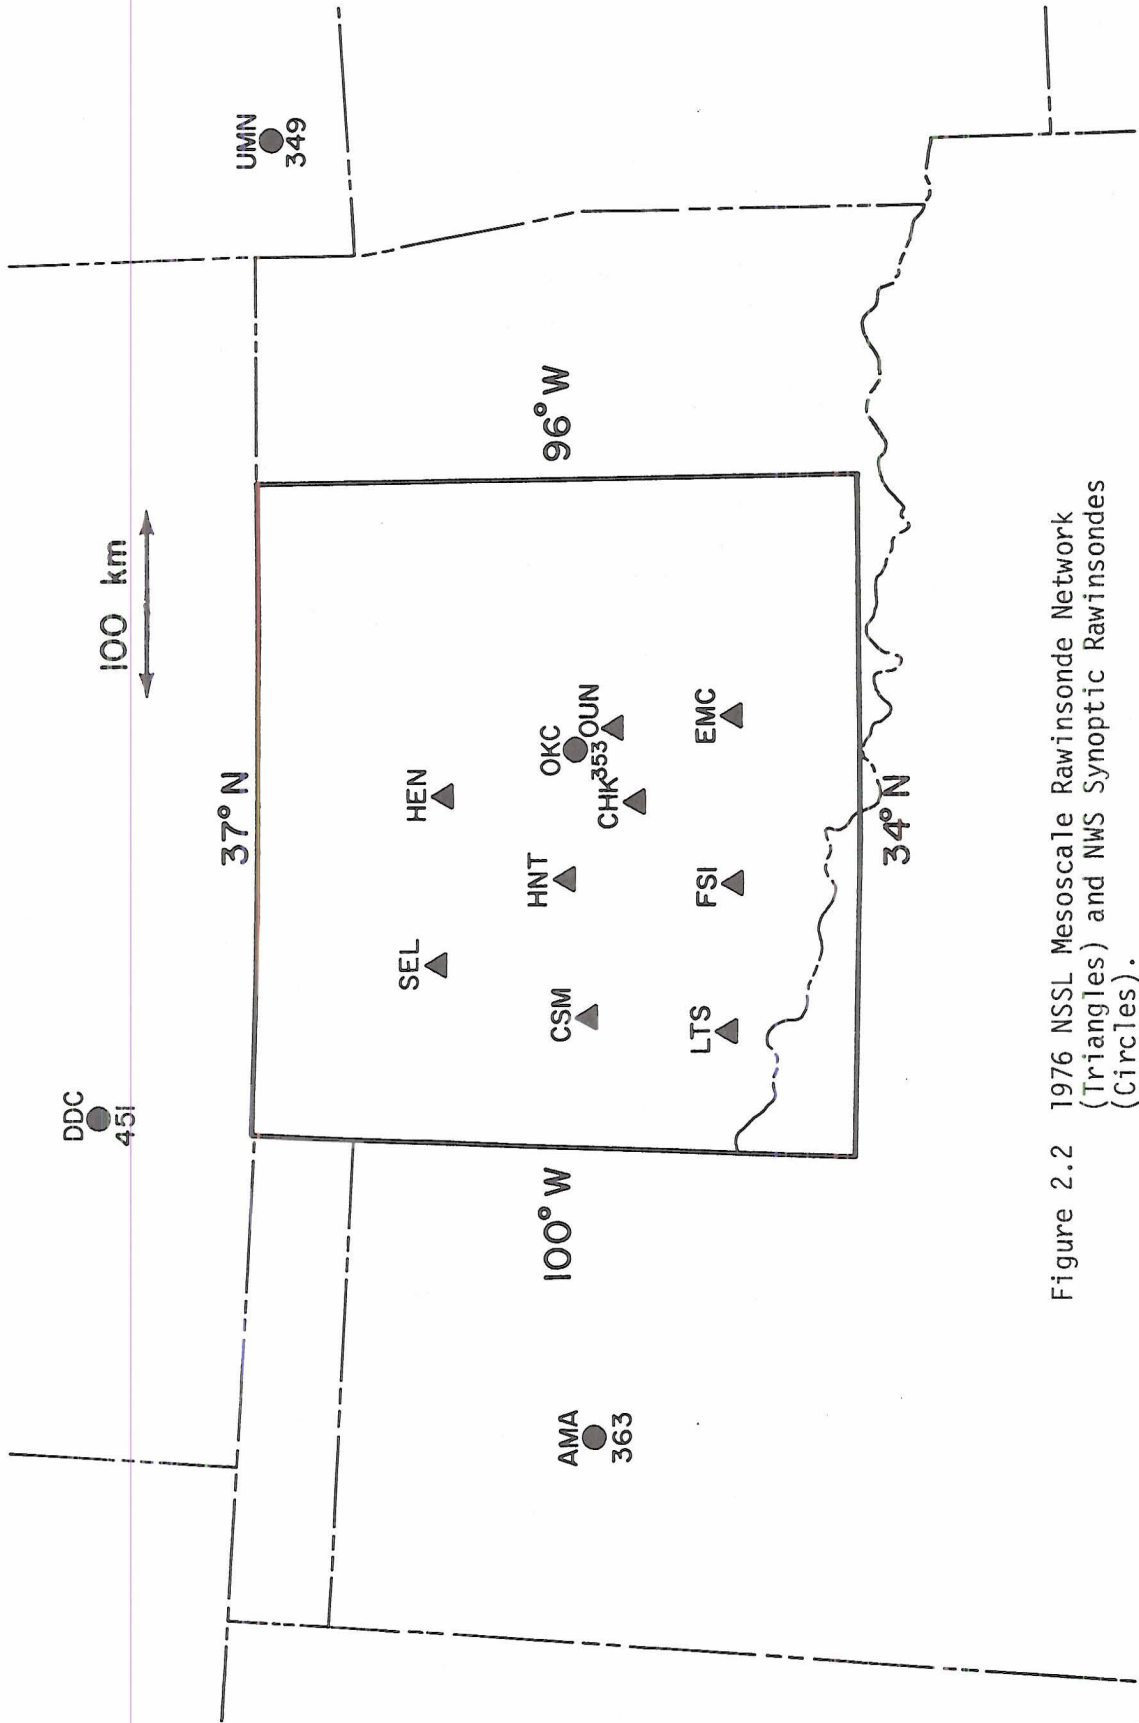 100 km
DDC
451
UMN
349
37° N
SEL
HEN
HNT
OKC
353
OUN
CHK
CSM
AMA
363
100° W
96° W
LTS
FSI
EMC
34° N
Figure 2.2 1976 NSSL Mesoscale Rawinsonde Network
(Triangles) and NWS Synoptic Rawinsondes
(Circles).